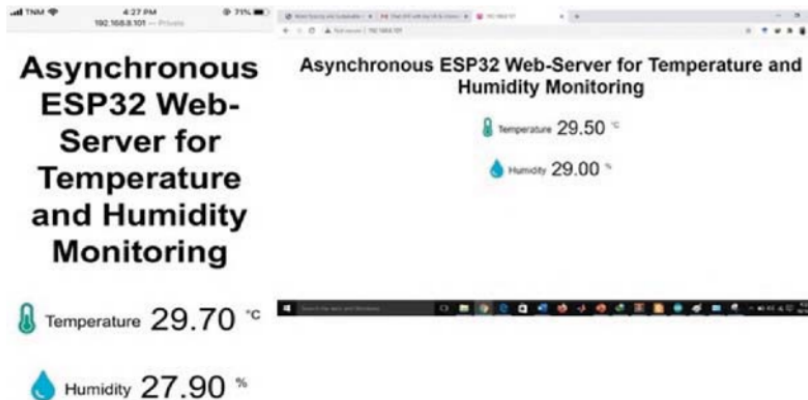 TNM
4:27 PM
71%
192.168.8.101 — Private
Asynchronous
ESP32 Web-
Server for
Temperature
and Humidity
Monitoring
Temperature 29.70 °C
Humidity 27.90 %
Asynchronous ESP32 Web-Server for Temperature and
Humidity Monitoring
Temperature 29.50 °C
Humidity 29.00 %